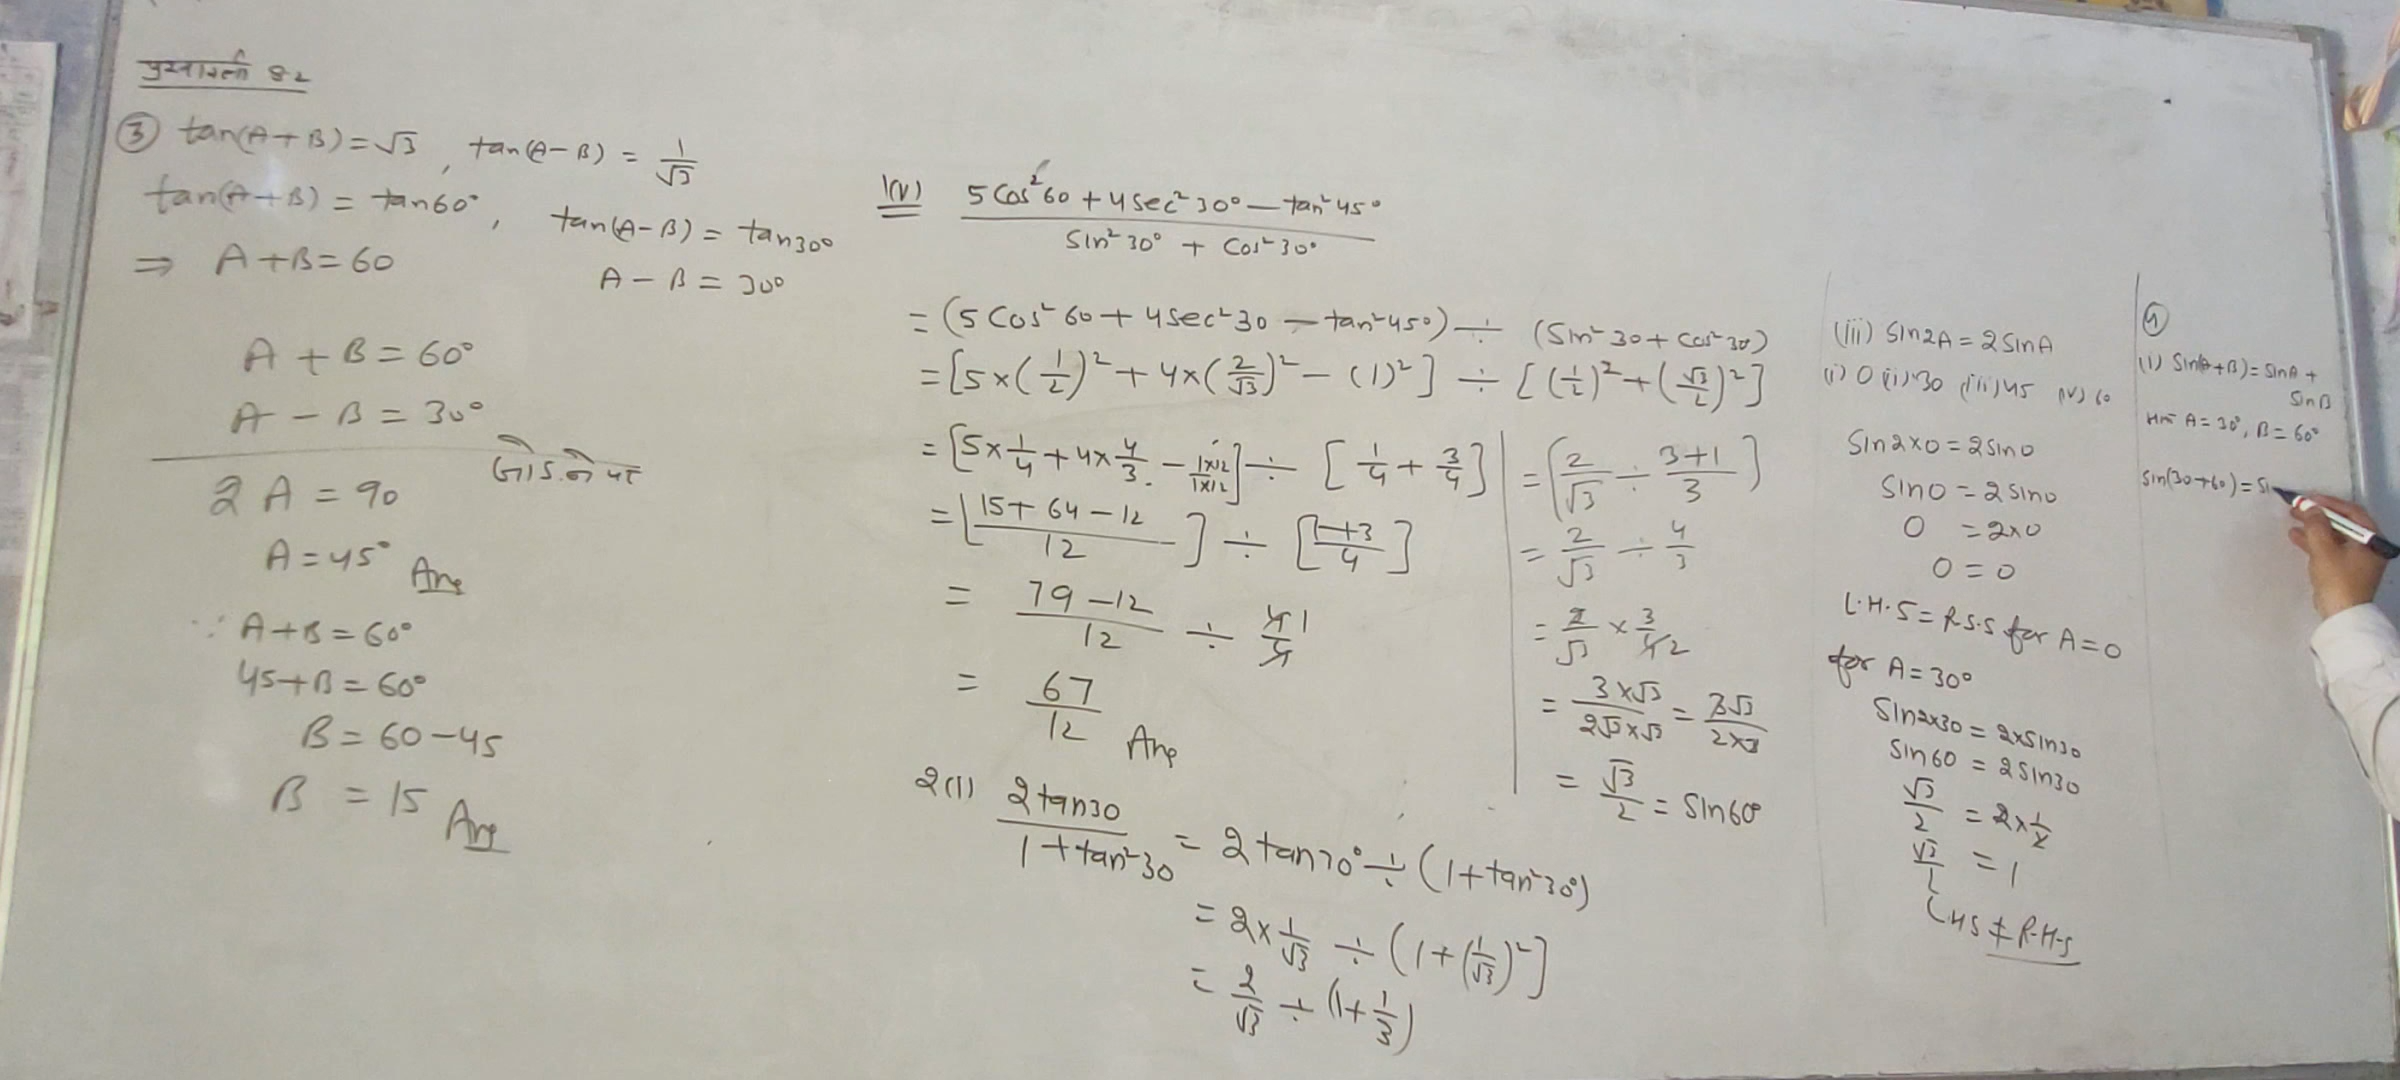 प्रश्नावली 8.2
③ tan(A+B)=√3, tan(A-B) = 1/√3
tan(A+B) = tan60°, tan(A-B) = tan30°
⇒ A+B=60 A-B=30°
A+B=60°
A-B=30°
2A=90
A=45° Ans
∵ A+B=60°
45+B=60°
B=60-45
B=15 Ans
1(v) (5Cos²60+4sec²30°-tan²45°)/(Sin²30°+Cos²30°)
=(5Cos²60+4sec²30-tan²45°)÷(Sin²30+cos²30)
=[5×(1/2)²+4×(2/√3)²-(1)²]÷[(1/2)²+(√3/2)²]
=[5×1/4+4×4/3-1×12/1×12]÷[1/4+3/4]
=[(15+64-12)/12]÷[(1+3)/4]
=(79-12)/12÷4/4 1
=67/12 Ans
2(i) 2tan30/(1+tan²30)=2tan30°÷(1+tan²30°)
=2×1/√3÷(1+(1/√3)²]
=2/√3÷(1+1/3)
=(2/√3÷(3+1)/3)
=2/√3÷4/3
=2/√3×3/4 2
=(3×√3)/(2√3×√3)=3√3/(2×3)
=√3/2=Sin60°
(iii) Sin2A=2SinA
(i) 0 (ii) 30 (iii) 45 (iv) 60
Sin2×0=2sin0
Sin0=2sin0
0=2×0
0=0
L.H.S=R.S.S for A=0
for A=30°
Sin2×30=2×Sin30
Sin60=2Sin30
√3/2=2×1/2
√3/2=1
LHS≠R.H.S
④
(i) Sin(A+B)=SinA+
SinB
A=30°, B=60°
Sin(30+60)=Si